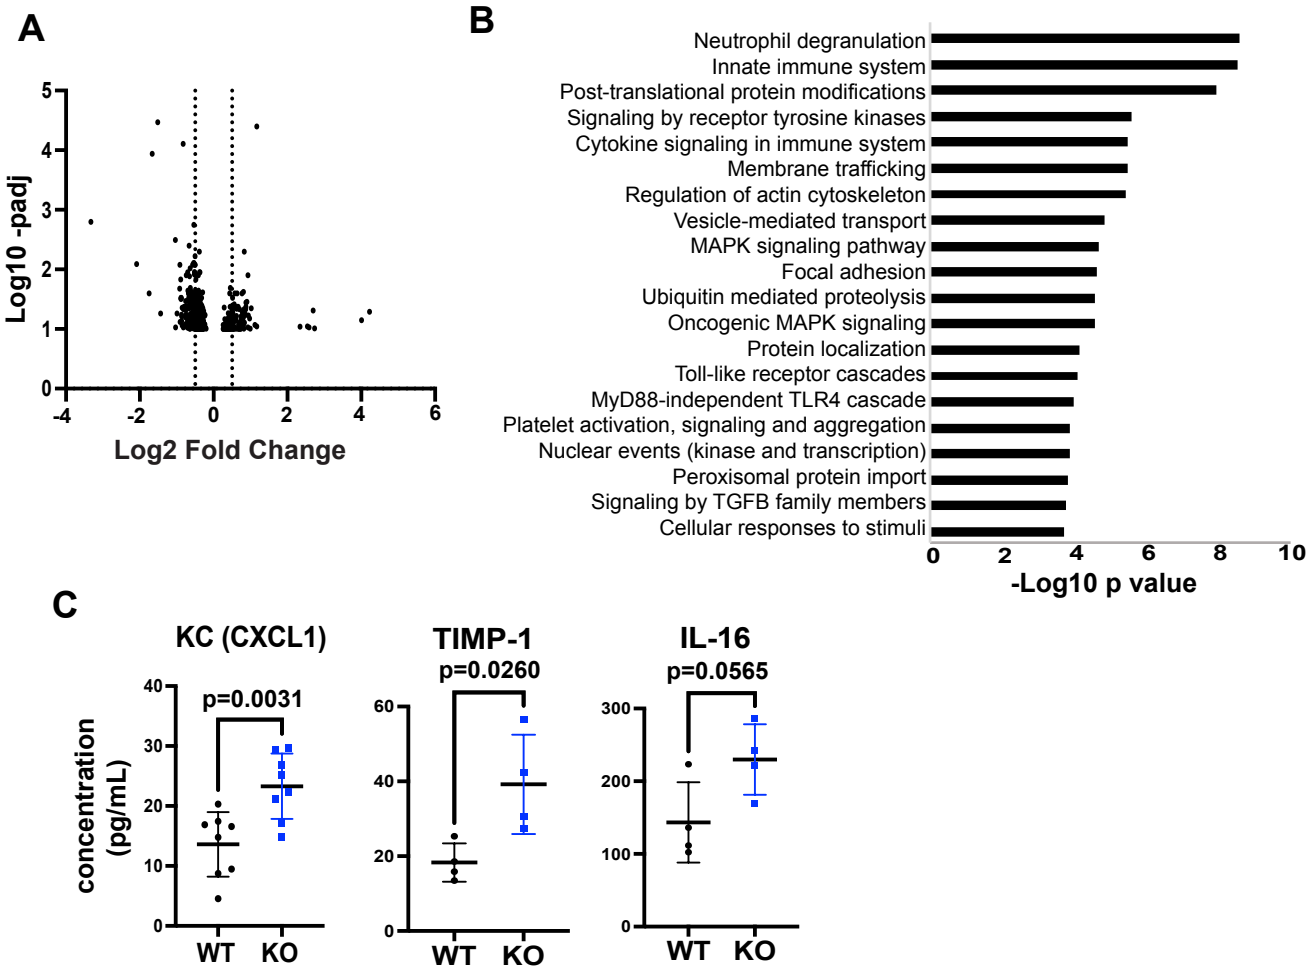 A
5
4
3
2
1
0
-4
-2
0
2
4
6
Log10 -padj
Log2 Fold Change
B
Neutrophil degranulation
Innate immune system
Post-translational protein modifications
Signaling by receptor tyrosine kinases
Cytokine signaling in immune system
Membrane trafficking
Regulation of actin cytoskeleton
Vesicle-mediated transport
MAPK signaling pathway
Focal adhesion
Ubiquitin mediated proteolysis
Oncogenic MAPK signaling
Protein localization
Toll-like receptor cascades
MyD88-independent TLR4 cascade
Platelet activation, signaling and aggregation
Nuclear events (kinase and transcription)
Peroxisomal protein import
Signaling by TGFB family members
Cellular responses to stimuli
0 2 4 6 8 10
-Log10 p value
C
KC (CXCL1)
p=0.0031
concentration
(pg/mL)
40
30
20
10
0
WT KO
TIMP-1
p=0.0260
60
40
20
0
WT KO
IL-16
p=0.0565
300
200
100
0
WT KO